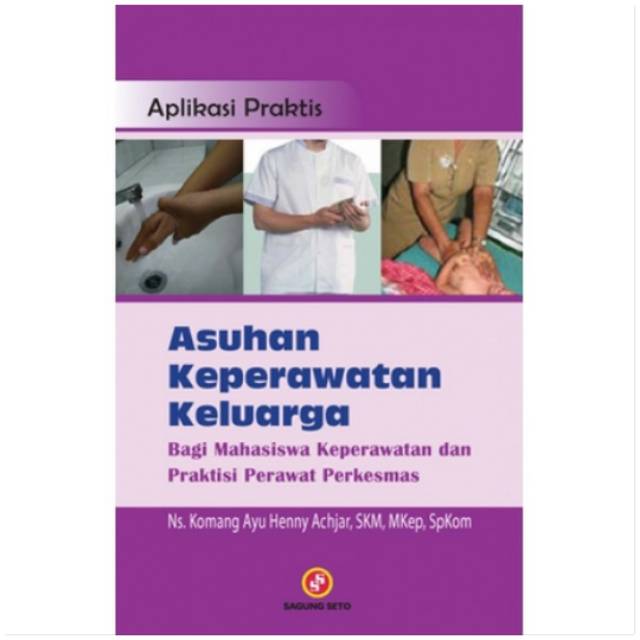 Aplikasi Praktis
Asuhan
Keperawatan
Keluarga
Bagi Mahasiswa Keperawatan dan
Praktisi Perawat Perkesmas
Ns. Komang Ayu Henny Achjar, SKM, MKep, SpKom
SAGUNG SETO